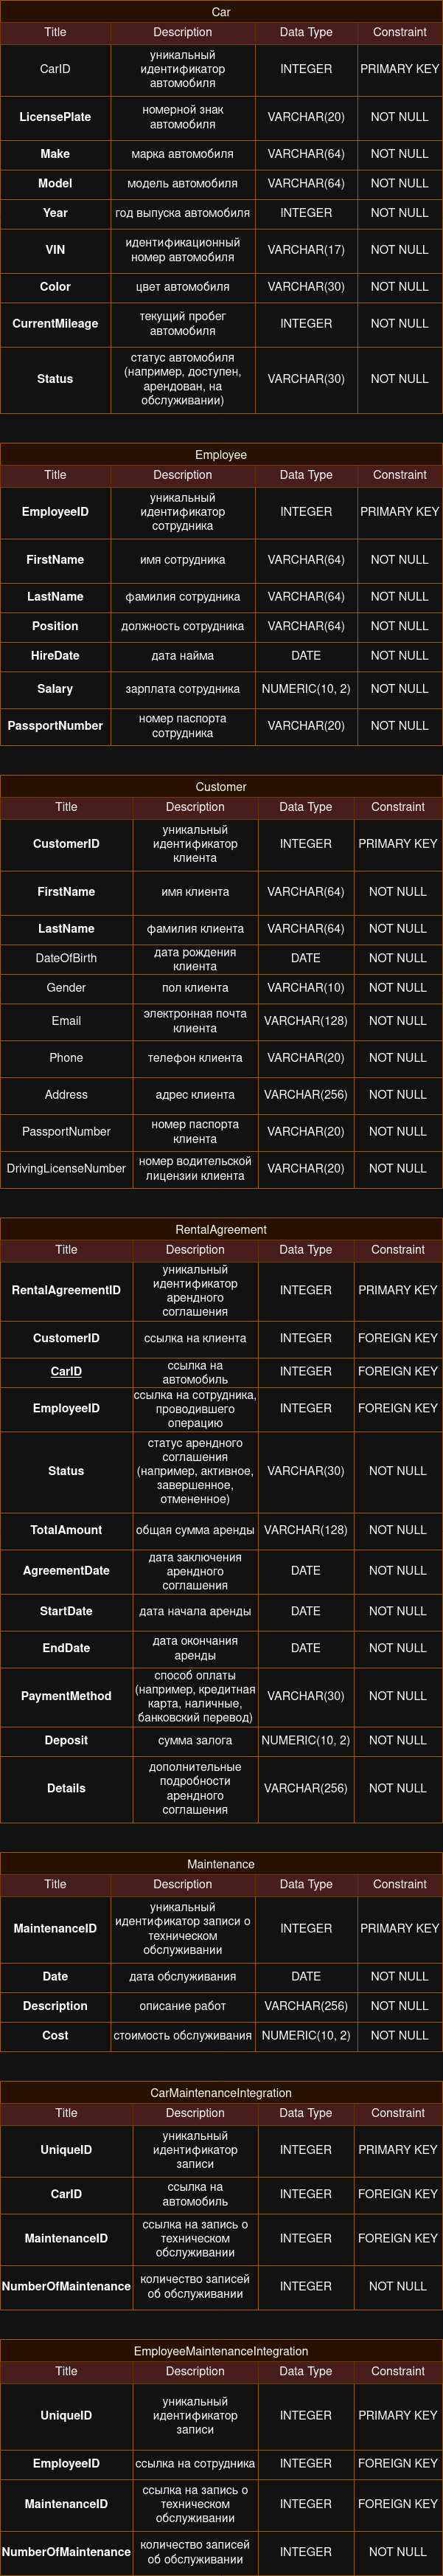 Car
Title Description Data Type Constraint
CarID уникальный идентификатор автомобиля INTEGER PRIMARY KEY
LicensePlate номерной знак автомобиля VARCHAR(20) NOT NULL
Make марка автомобиля VARCHAR(64) NOT NULL
Model модель автомобиля VARCHAR(64) NOT NULL
Year год выпуска автомобиля INTEGER NOT NULL
VIN идентификационный номер автомобиля VARCHAR(17) NOT NULL
Color цвет автомобиля VARCHAR(30) NOT NULL
CurrentMileage текущий пробег автомобиля INTEGER NOT NULL
Status статус автомобиля (например, доступен, арендован, на обслуживании) VARCHAR(30) NOT NULL
Employee
Title Description Data Type Constraint
EmployeeID уникальный идентификатор сотрудника INTEGER PRIMARY KEY
FirstName имя сотрудника VARCHAR(64) NOT NULL
LastName фамилия сотрудника VARCHAR(64) NOT NULL
Position должность сотрудника VARCHAR(64) NOT NULL
HireDate дата найма DATE NOT NULL
Salary зарплата сотрудника NUMERIC(10, 2) NOT NULL
PassportNumber номер паспорта сотрудника VARCHAR(20) NOT NULL
Customer
Title Description Data Type Constraint
CustomerID уникальный идентификатор клиента INTEGER PRIMARY KEY
FirstName имя клиента VARCHAR(64) NOT NULL
LastName фамилия клиента VARCHAR(64) NOT NULL
DateOfBirth дата рождения клиента DATE NOT NULL
Gender пол клиента VARCHAR(10) NOT NULL
Email электронная почта клиента VARCHAR(128) NOT NULL
Phone телефон клиента VARCHAR(20) NOT NULL
Address адрес клиента VARCHAR(256) NOT NULL
PassportNumber номер паспорта клиента VARCHAR(20) NOT NULL
DrivingLicenseNumber номер водительской лицензии клиента VARCHAR(20) NOT NULL
RentalAgreement
Title Description Data Type Constraint
RentalAgreementID уникальный идентификатор арендного соглашения INTEGER PRIMARY KEY
CustomerID ссылка на клиента INTEGER FOREIGN KEY
CarID ссылка на автомобиль INTEGER FOREIGN KEY
EmployeeID ссылка на сотрудника, проводившего операцию INTEGER FOREIGN KEY
Status статус арендного соглашения (например, активное, завершенное, отмененное) VARCHAR(30) NOT NULL
TotalAmount общая сумма аренды VARCHAR(128) NOT NULL
AgreementDate дата заключения арендного соглашения DATE NOT NULL
StartDate дата начала аренды DATE NOT NULL
EndDate дата окончания аренды DATE NOT NULL
PaymentMethod способ оплаты (например, кредитная карта, наличные, банковский перевод) VARCHAR(30) NOT NULL
Deposit сумма залога NUMERIC(10, 2) NOT NULL
Details дополнительные подробности арендного соглашения VARCHAR(256) NOT NULL
Maintenance
Title Description Data Type Constraint
MaintenanceID уникальный идентификатор записи о техническом обслуживании INTEGER PRIMARY KEY
Date дата обслуживания DATE NOT NULL
Description описание работ VARCHAR(256) NOT NULL
Cost стоимость обслуживания NUMERIC(10, 2) NOT NULL
CarMaintenanceIntegration
Title Description Data Type Constraint
UniqueID уникальный идентификатор записи INTEGER PRIMARY KEY
CarID ссылка на автомобиль INTEGER FOREIGN KEY
MaintenanceID ссылка на запись о техническом обслуживании INTEGER FOREIGN KEY
NumberOfMaintenance количество записей об обслуживании INTEGER NOT NULL
EmployeeMaintenanceIntegration
Title Description Data Type Constraint
UniqueID уникальный идентификатор записи INTEGER PRIMARY KEY
EmployeeID ссылка на сотрудника INTEGER FOREIGN KEY
MaintenanceID ссылка на запись о техническом обслуживании INTEGER FOREIGN KEY
NumberOfMaintenance количество записей об обслуживании INTEGER NOT NULL